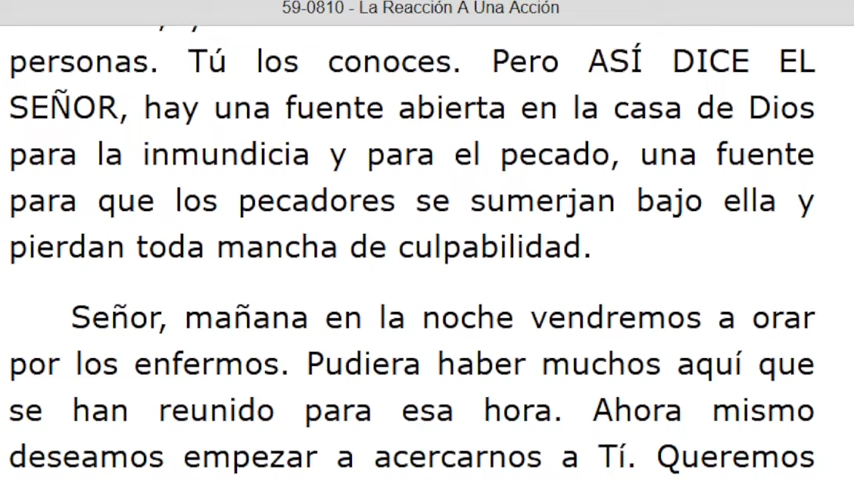 59-0810 - La Reacción A Una Acción
personas. Tú los conoces. Pero ASÍ DICE EL
SEÑOR, hay una fuente abierta en la casa de Dios
para la inmundicia y para el pecado, una fuente
para que los pecadores se sumerjan bajo ella y
pierdan toda mancha de culpabilidad.
Señor, mañana en la noche vendremos a orar
por los enfermos. Pudiera haber muchos aquí que
se han reunido para esa hora. Ahora mismo
deseamos empezar a acercarnos a Tí. Queremos